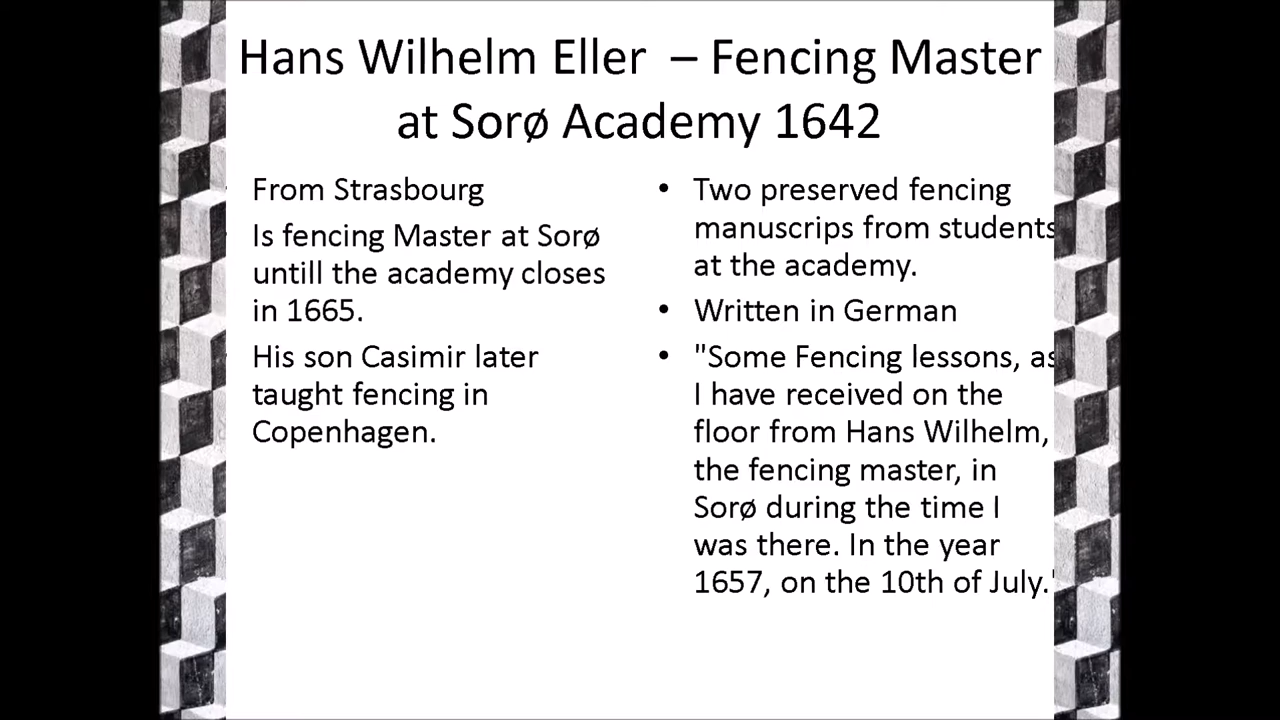 Hans Wilhelm Eller – Fencing Master
at Sorø Academy 1642
From Strasbourg
Is fencing Master at Sorø
untill the academy closes
in 1665.
His son Casimir later
taught fencing in
Copenhagen.
• Two preserved fencing
manuscrips from students
at the academy.
• Written in German
• "Some Fencing lessons, as
I have received on the
floor from Hans Wilhelm,
the fencing master, in
Sorø during the time I
was there. In the year
1657, on the 10th of July."